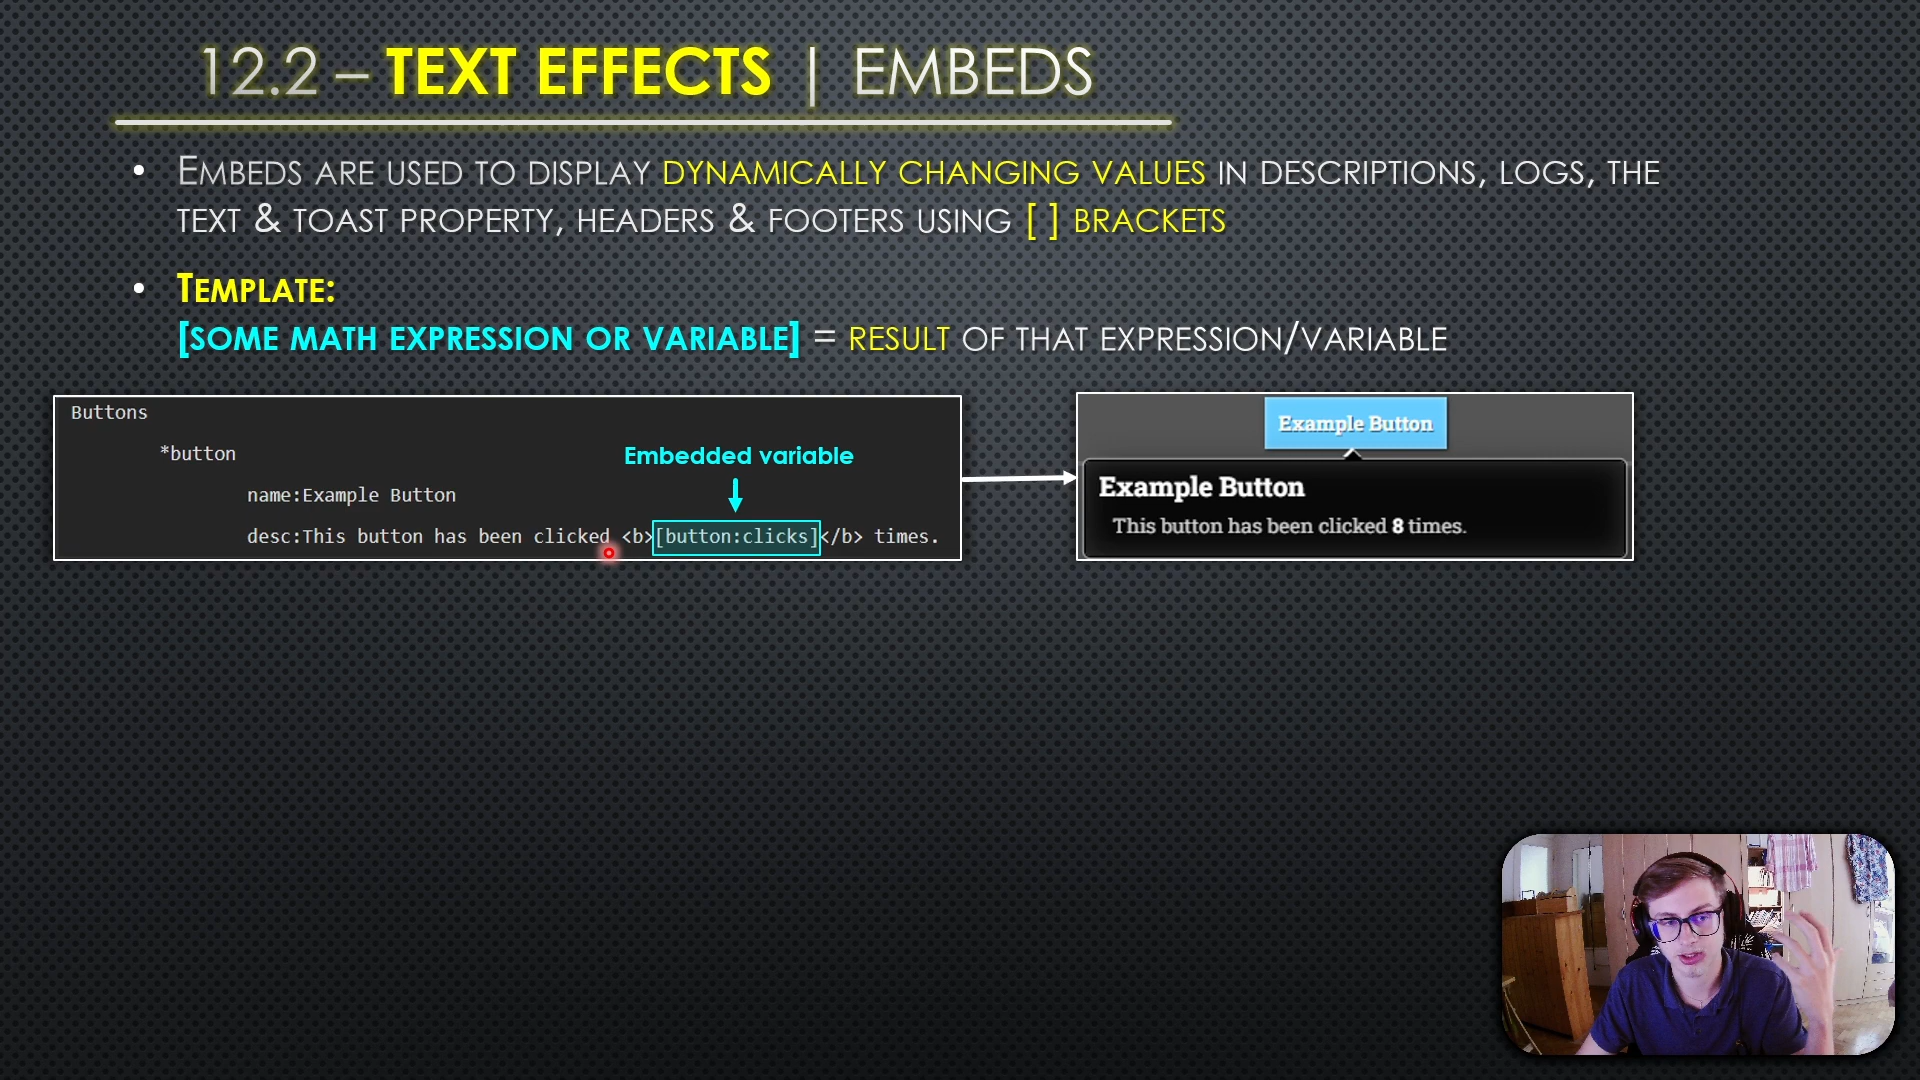 12.2 – TEXT EFFECTS | EMBEDS
• EMBEDS ARE USED TO DISPLAY DYNAMICALLY CHANGING VALUES IN DESCRIPTIONS, LOGS, THE
TEXT & TOAST PROPERTY, HEADERS & FOOTERS USING [ ] BRACKETS
• TEMPLATE:
[SOME MATH EXPRESSION OR VARIABLE] = RESULT OF THAT EXPRESSION/VARIABLE
Buttons
*button
Embedded variable
name:Example Button
desc:This button has been clicked <b>[button:clicks]</b> times.
Example Button
Example Button
This button has been clicked 8 times.